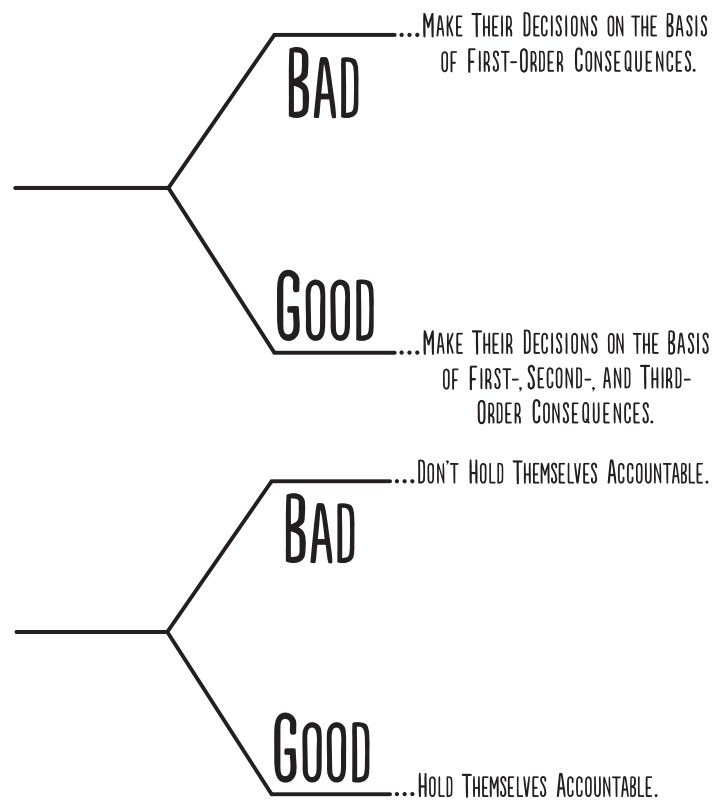 ...Make Their Decisions on the Basis
of First-Order Consequences.
Bad
Good
...Make Their Decisions on the Basis
of First-, Second-, and Third-
Order Consequences.
...Don't Hold Themselves Accountable.
Bad
Good
...Hold Themselves Accountable.